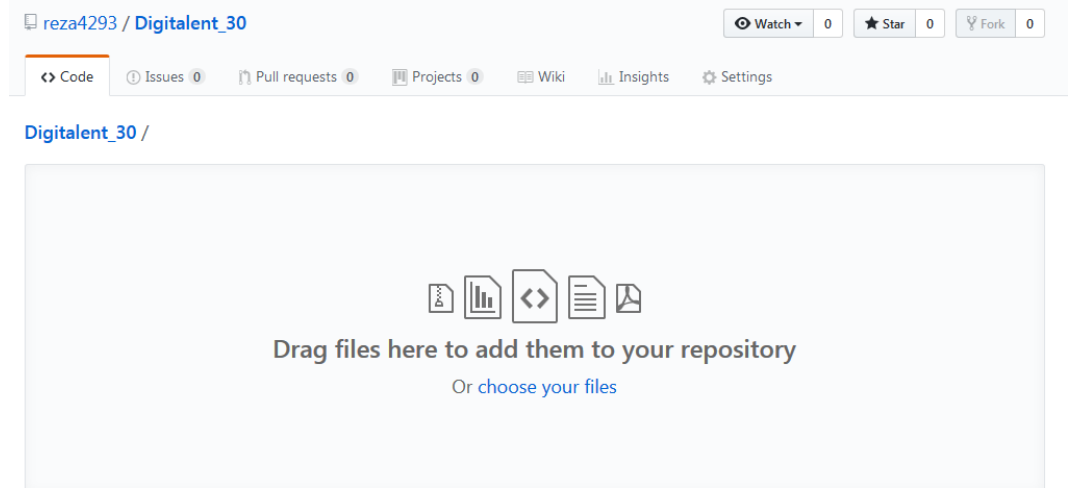 reza4293 / Digitalent_30 Watch 0 Star 0 Fork 0
Code Issues 0 Pull requests 0 Projects 0 Wiki Insights Settings
Digitalent_30 /
Drag files here to add them to your repository
Or choose your files